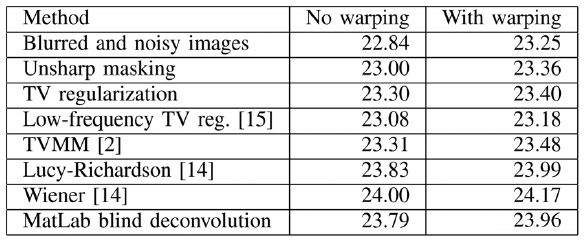 Method No warping With warping
Blurred and noisy images 22.84 23.25
Unsharp masking 23.00 23.36
TV regularization 23.30 23.40
Low-frequency TV reg. [15] 23.08 23.18
TVMM [2] 23.31 23.48
Lucy-Richardson [14] 23.83 23.99
Wiener [14] 24.00 24.17
MatLab blind deconvolution 23.79 23.96